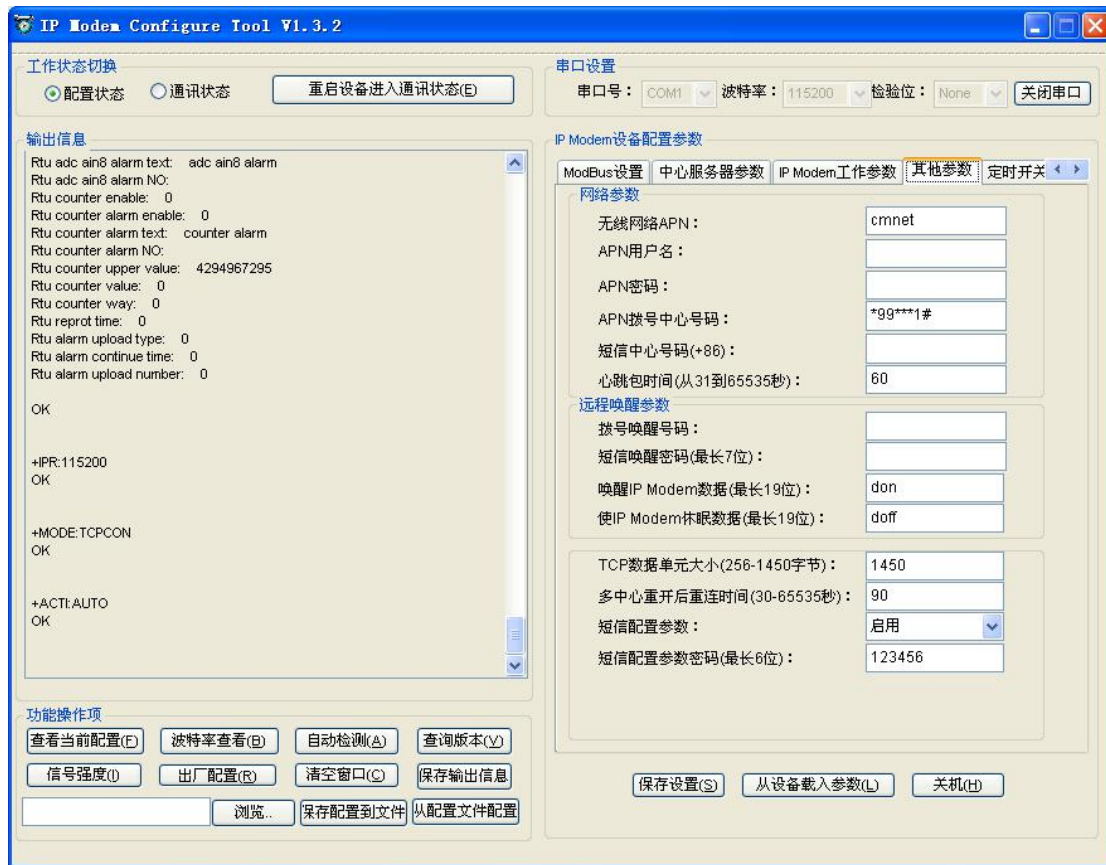 IP Modem Configure Tool V1.3.2
工作状态切换
配置状态
通讯状态
重启设备进入通讯状态(E)
串口设置
串口号：
COM1
波特率：
115200
检验位：
None
关闭串口
输出信息
Rtu adc ain8 alarm text: adc ain8 alarm
Rtu adc ain8 alarm NO:
Rtu counter enable: 0
Rtu counter alarm enable: 0
Rtu counter alarm text: counter alarm
Rtu counter alarm NO:
Rtu counter upper value: 4294967295
Rtu counter value: 0
Rtu counter way: 0
Rtu reprot time: 0
Rtu alarm upload type: 0
Rtu alarm continue time: 0
Rtu alarm upload number: 0
OK
+IPR:115200
OK
+MODE:TCPCON
OK
+ACTI:AUTO
OK
IP Modem设备配置参数
ModBus设置
中心服务器参数
IP Modem工作参数
其他参数
定时开关
网络参数
无线网络APN：
cmnet
APN用户名：
APN密码：
APN拨号中心号码：
*99***1#
短信中心号码(+86)：
心跳包时间(从31到65535秒)：
60
远程唤醒参数
拨号唤醒号码：
短信唤醒密码(最长7位)：
唤醒IP Modem数据(最长19位)：
don
使IP Modem休眠数据(最长19位)：
doff
TCP数据单元大小(256-1450字节)：
1450
多中心重开后重连时间(30-65535秒)：
90
短信配置参数：
启用
短信配置参数密码(最长6位)：
123456
功能操作项
查看当前配置(F)
波特率查看(B)
自动检测(A)
查询版本(V)
信号强度(I)
出厂配置(R)
清空窗口(C)
保存输出信息
浏览..
保存配置到文件
从配置文件配置
保存设置(S)
从设备载入参数(L)
关机(H)